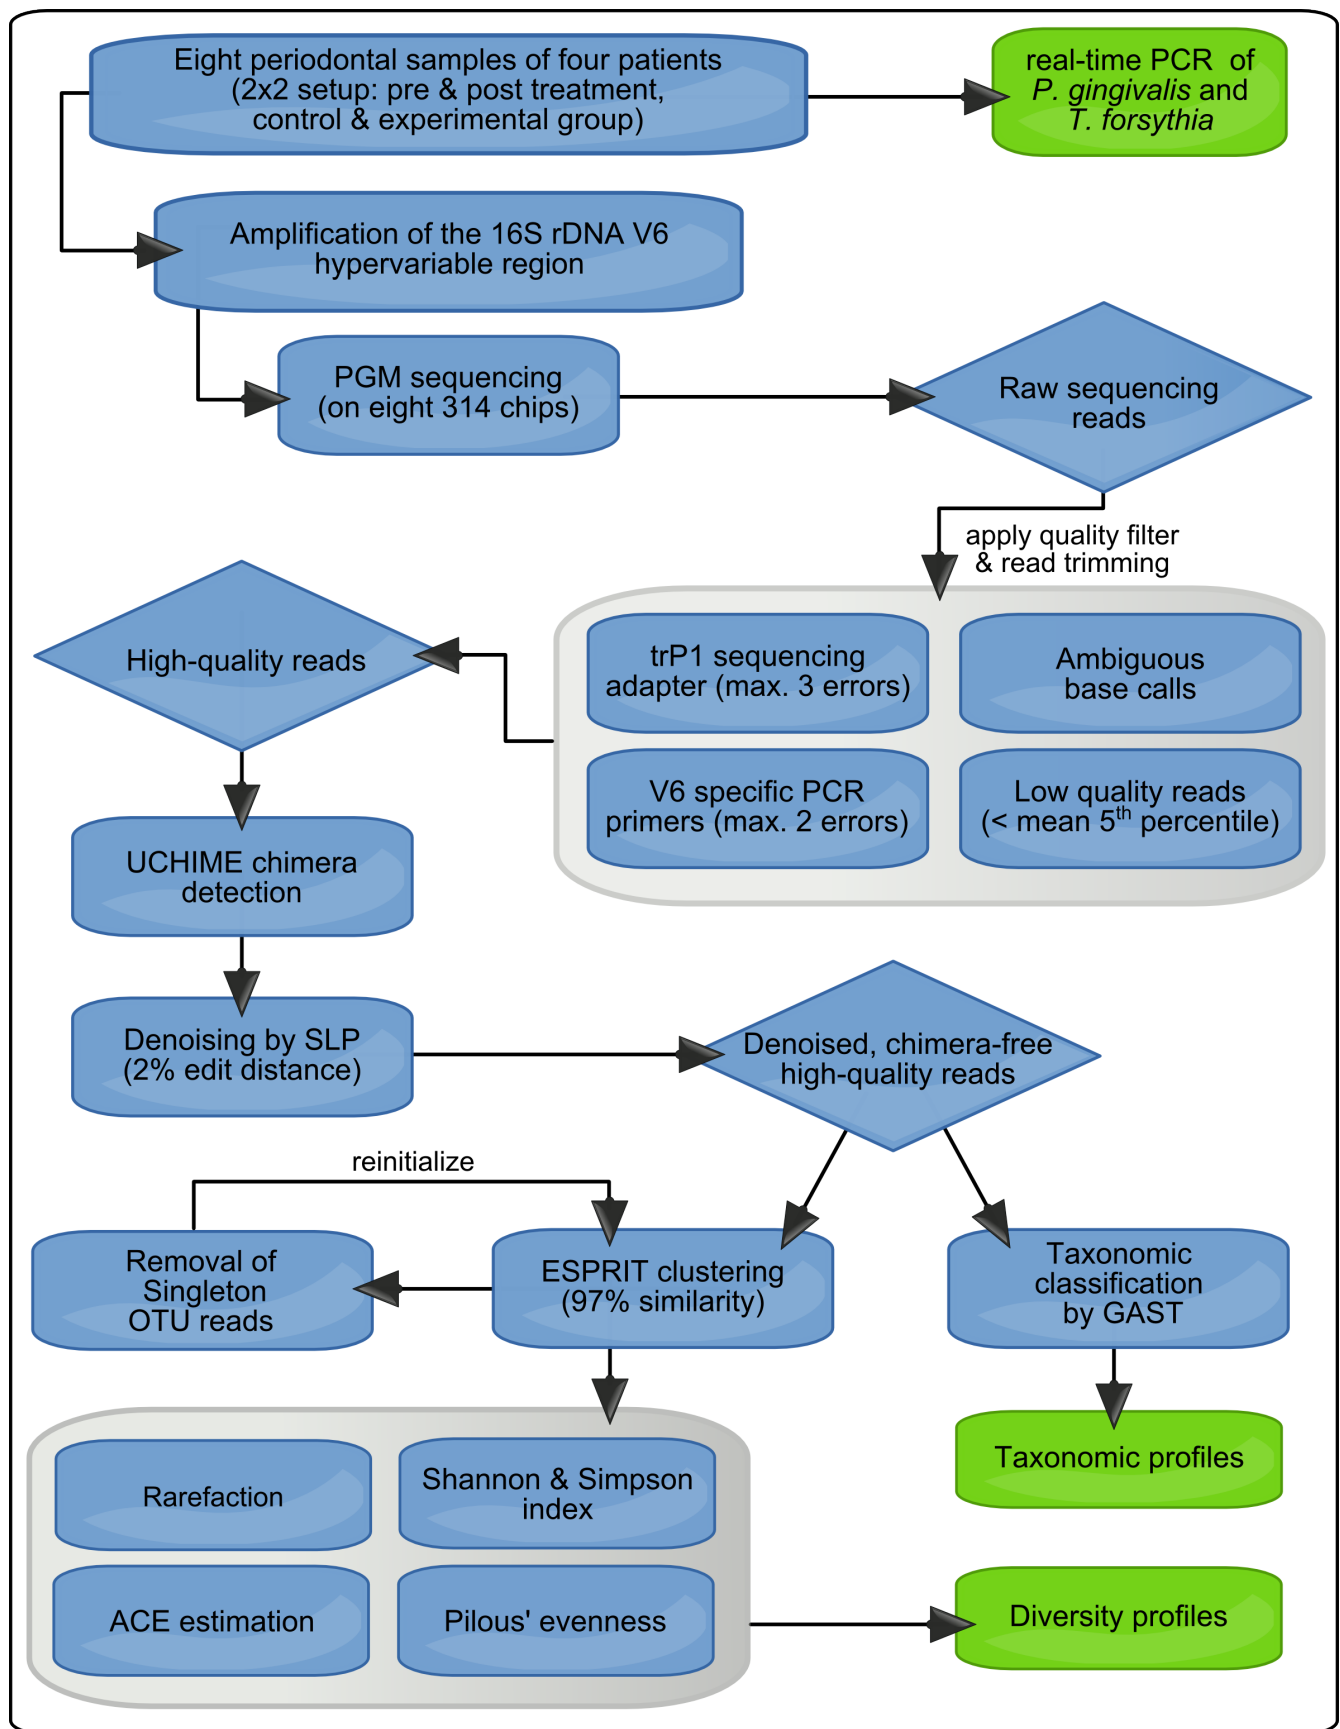 Eight periodontal samples of four patients
(2x2 setup: pre & post treatment,
control & experimental group)
real-time PCR of
P. gingivalis and
T. forsythia
Amplification of the 16S rDNA V6
hypervariable region
PGM sequencing
(on eight 314 chips)
Raw sequencing
reads
apply quality filter
& read trimming
trP1 sequencing
adapter (max. 3 errors)
Ambiguous
base calls
V6 specific PCR
primers (max. 2 errors)
Low quality reads
(< mean 5th percentile)
High-quality reads
UCHIME chimera
detection
Denoising by SLP
(2% edit distance)
Denoised, chimera-free
high-quality reads
reinitialize
Removal of
Singleton
OTU reads
ESPRIT clustering
(97% similarity)
Taxonomic
classification
by GAST
Rarefaction
Shannon & Simpson
index
ACE estimation
Pilous' evenness
Taxonomic profiles
Diversity profiles